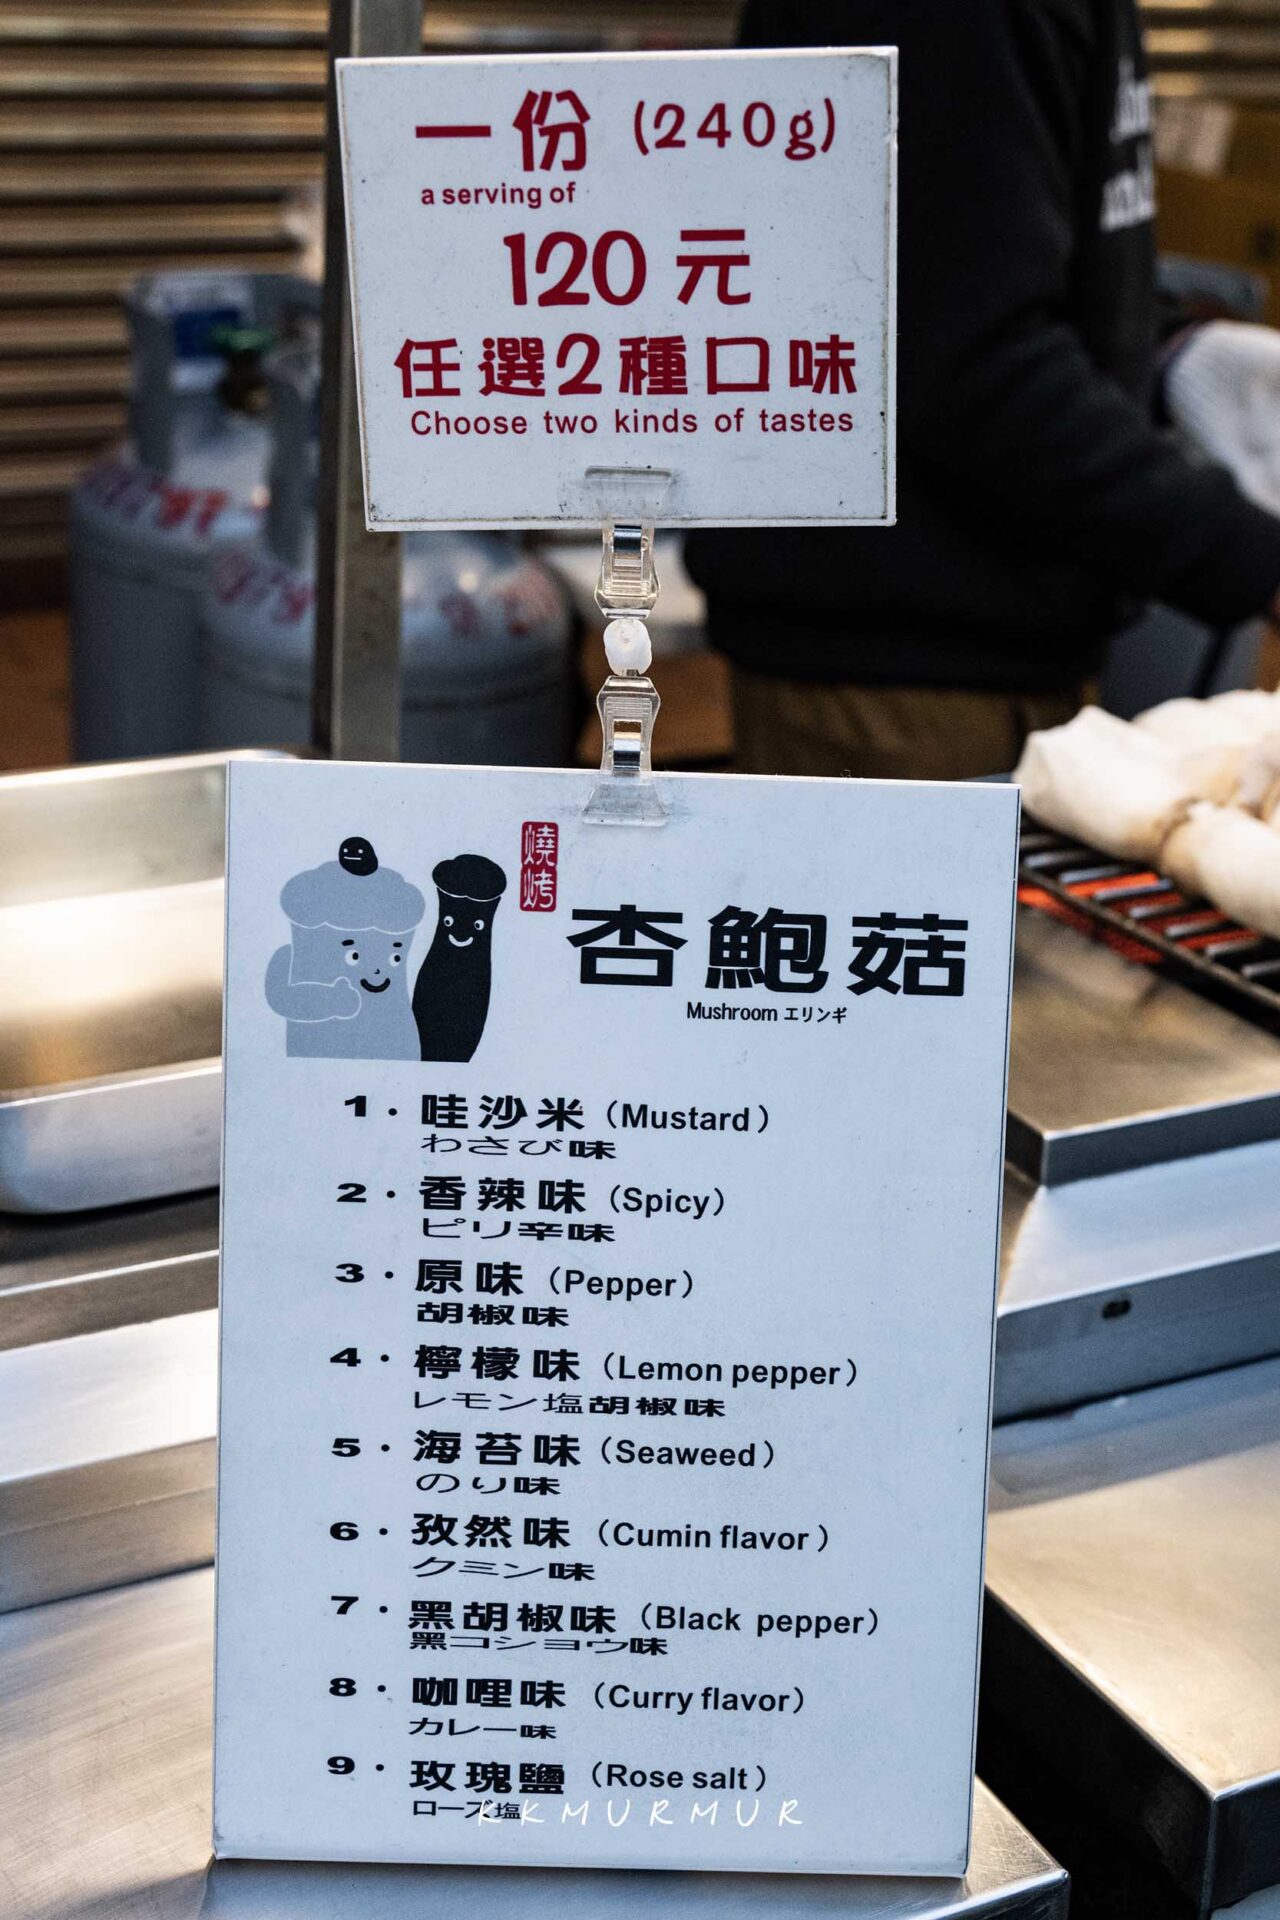 一份 (240g)
a serving of
120元
任選2種口味
Choose two kinds of tastes
燒烤
杏鮑菇
Mushroom エリンギ
1・哇沙米 (Mustard)
わさび味
2・香辣味 (Spicy)
ピリ辛味
3・原味 (Pepper)
胡椒味
4・檸檬味 (Lemon pepper)
レモン塩胡椒味
5・海苔味 (Seaweed)
のり味
6・孜然味 (Cumin flavor)
クミン味
7・黑胡椒味 (Black pepper)
黑コショウ味
8・咖哩味 (Curry flavor)
カレー味
9・玫瑰鹽 (Rose salt)
ローズ塩
KKMURMUR